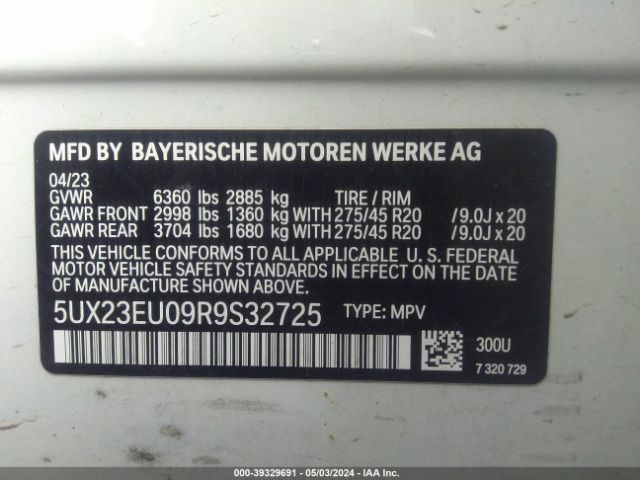 MFD BY BAYERISCHE MOTOREN WERKE AG
04/23
GVWR 6360 lbs 2885 kg TIRE / RIM
GAWR FRONT 2998 lbs 1360 kg WITH 275/45 R20 / 9.0J x 20
GAWR REAR 3704 lbs 1680 kg WITH 275/45 R20 / 9.0J x 20
THIS VEHICLE CONFORMS TO ALL APPLICABLE U. S. FEDERAL
MOTOR VEHICLE SAFETY STANDARDS IN EFFECT ON THE DATE
OF MANUFACTURE SHOWN ABOVE.
5UX23EU09R9S32725 TYPE: MPV
300U
7 320 729
000-39329691 - 05/03/2024 - IAA Inc.